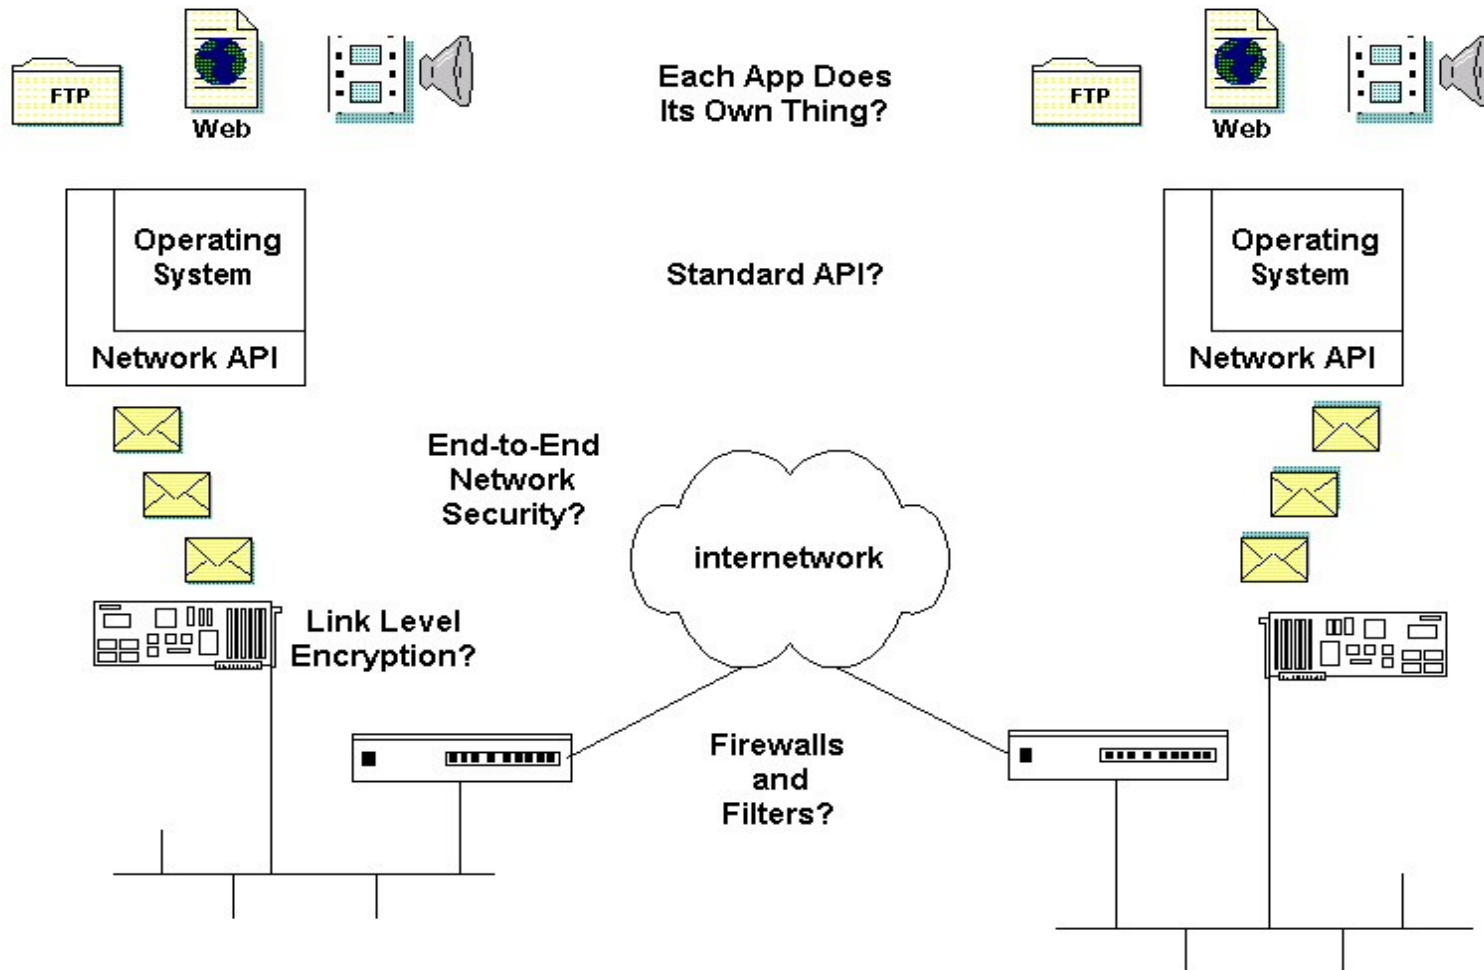 FTP
Web
Each App Does
Its Own Thing?
FTP
Web
Operating
System
Network API
Standard API?
Operating
System
Network API
End-to-End
Network
Security?
internetwork
Link Level
Encryption?
Firewalls
and
Filters?